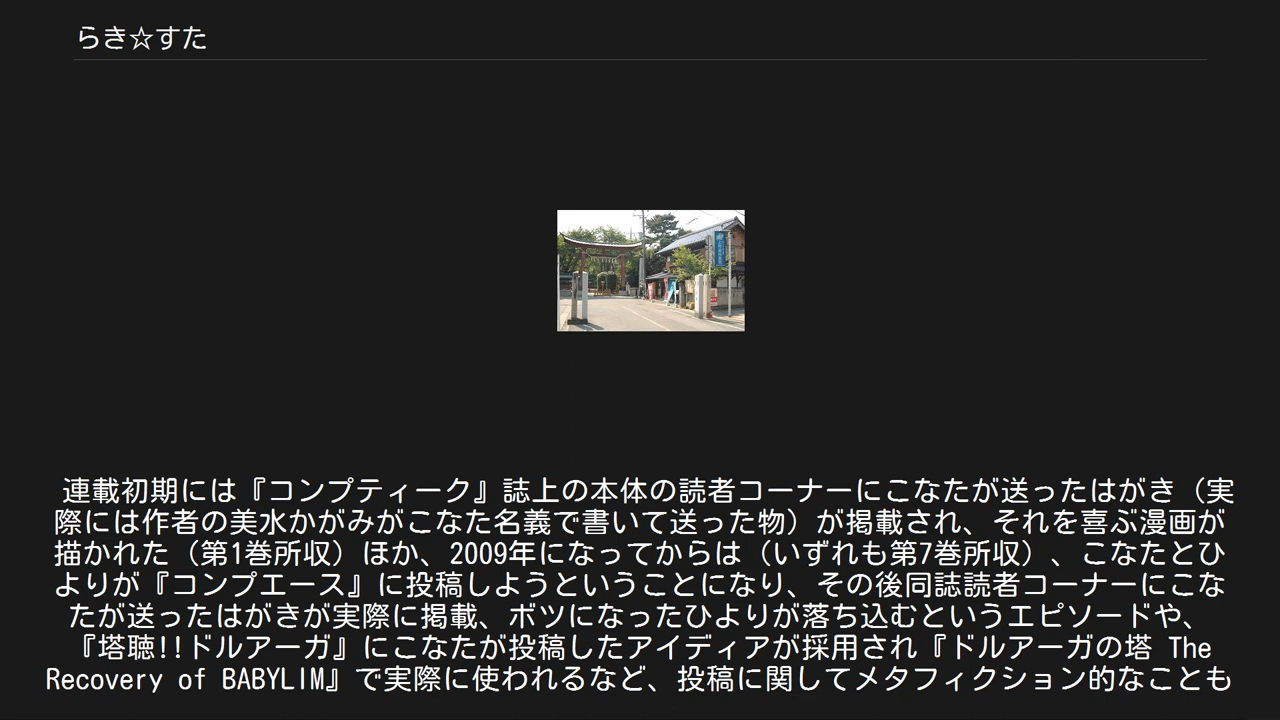 らき☆すた
連載初期には『コンプティーク』誌上の本体の読者コーナーにこなたが送ったはがき（実
際には作者の美水かがみがこなた名義で書いて送った物）が掲載され、それを喜ぶ漫画が
描かれた（第1巻所収）ほか、2009年になってからは（いずれも第7巻所収）、こなたとひ
よりが『コンプエース』に投稿しようということになり、その後同誌読者コーナーにこな
たが送ったはがきが実際に掲載、ボツになったひよりが落ち込むというエピソードや、
『塔聴!!ドルアーガ』にこなたが投稿したアイディアが採用され『ドルアーガの塔 The
Recovery of BABYLIM』で実際に使われるなど、投稿に関してメタフィクション的なことも